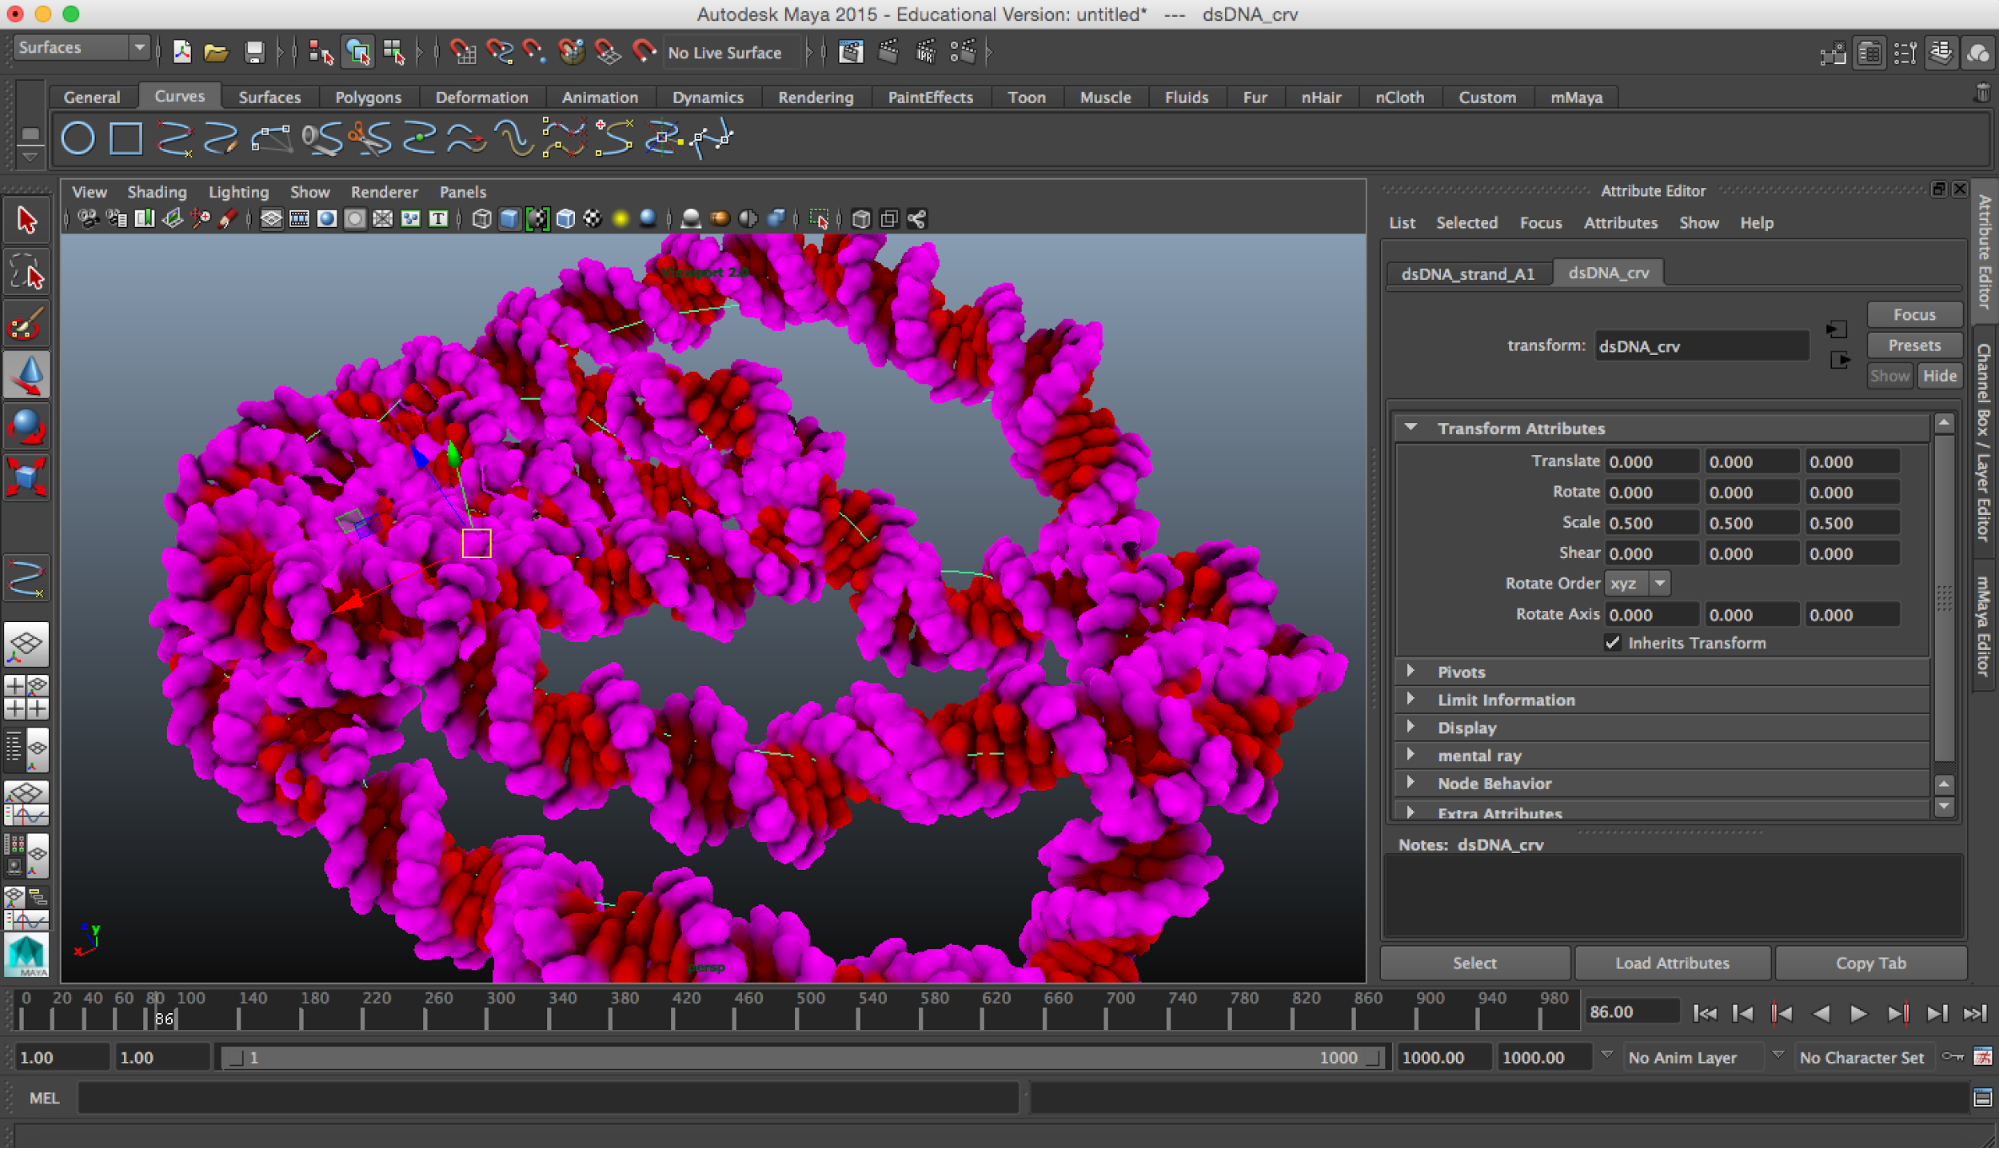 Autodesk Maya 2015 - Educational Version: untitled* --- dsDNA_crv
Surfaces
No Live Surface
IPR
General Curves Surfaces Polygons Deformation Animation Dynamics Rendering PaintEffects Toon Muscle Fluids Fur nHair nCloth Custom mMaya
View Shading Lighting Show Renderer Panels
Viewport 2.0
persp
y
x
MAYA
Attribute Editor
List Selected Focus Attributes Show Help
dsDNA_strand_A1 dsDNA_crv
transform: dsDNA_crv
Focus
Presets
Show Hide
Transform Attributes
Translate 0.000 0.000 0.000
Rotate 0.000 0.000 0.000
Scale 0.500 0.500 0.500
Shear 0.000 0.000 0.000
Rotate Order xyz
Rotate Axis 0.000 0.000 0.000
Inherits Transform
Pivots
Limit Information
Display
mental ray
Node Behavior
Extra Attributes
Notes: dsDNA_crv
Select Load Attributes Copy Tab
Attribute Editor
Channel Box / Layer Editor
mMaya Editor
0 20 40 60 80 100 140 180 220 260 300 340 380 420 460 500 540 580 620 660 700 740 780 820 860 900 940 980
86
86.00
1.00 1.00 1 1000 1000.00 1000.00 No Anim Layer No Character Set
MEL